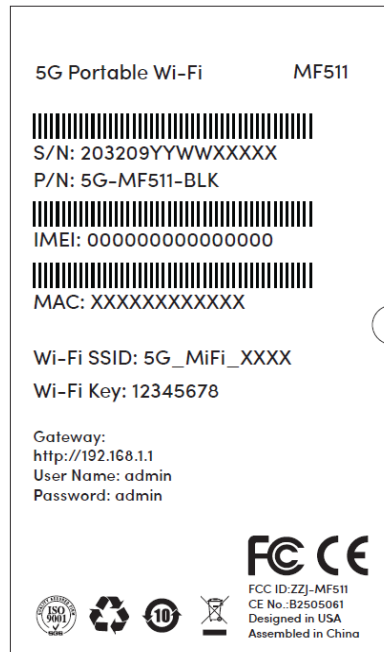 5G Portable Wi-Fi MF511
S/N: 203209YYWWXXXXX
P/N: 5G-MF511-BLK
IMEI: 000000000000000
MAC: XXXXXXXXXXXX
Wi-Fi SSID: 5G_MiFi_XXXX
Wi-Fi Key: 12345678
Gateway:
http://192.168.1.1
User Name: admin
Password: admin
FC CE
FCC ID:ZZJ-MF511
CE No.:B2505061
Designed in USA
Assembled in China
ISO
9001
SGS
10